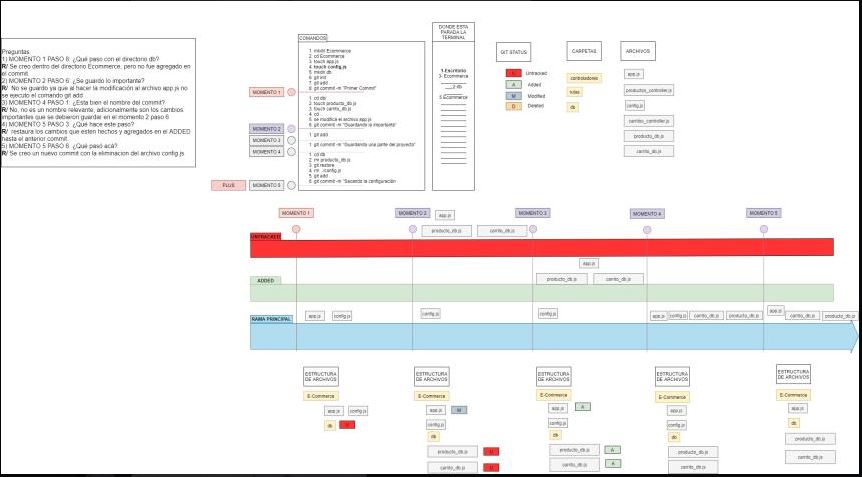 Preguntas
1) MOMENTO 1 PASO 8: ¿Qué paso con el directorio db?
R/ Se creo dentro del directorio Ecommerce, pero no fue agregado en
el commit.
2) MOMENTO 2 PASO 6: ¿Se guardo lo importante?
R/ No se guardo ya que al hacer la modificación al archivo app.js no
se ejecuto el comando git add
3) MOMENTO 4 PASO 1: ¿Esta bien el nombre del commit?
R/ No, no es un nombre relevante, adicionalmente son los cambios
importantes que se debieron guardar en el momento 2 paso 6
4) MOMENTO 5 PASO 3: ¿Qué hace este paso?
R/ restaura los cambios que esten hechos y agregados en el ADDED
hasta el anterior commit.
5) MOMENTO 5 PASO 6: ¿Qué pasó acá?
R/ Se creo un nuevo commit con la eliminacion del archivo config.js
COMANDOS
MOMENTO 1
1. mkdir Ecommerce
2. cd Ecommerce
3. touch app.js
4. touch config.js
5. mkdir db
6. git init
7. git add
8. git commit -m "Primer Commit"
MOMENTO 2
1. cd db/
2. touch producto_db.js
3. touch carrito_db.js
4. cd
5. se modifica el archivo app.js
6. git commit -m "Guardando lo importante"
MOMENTO 3
1. git add
MOMENTO 4
1. git commit -m "Guardando una parte del proyecto"
PLUS
MOMENTO 5
1. cd db
2. rm producto_db.js
3. git restore
4. rm ../config.js
5. git add
6. git commit -m "Sacando la configuración
DONDE ESTA
PARADA LA
TERMINAL
1-Escritorio
2- Ecommerce
2 db
5 Ecommerce
GIT STATUS
Untracked
A Added
M Modified
D Deleted
CARPETAS
controladores
rutas
db
ARCHIVOS
app.js
productos_controller.js
config.js
carritos_controller.js
producto_db.js
carrito_db.js
MOMENTO 1
MOMENTO 2
MOMENTO 3
MOMENTO 4
MOMENTO 5
app.js
producto_db.js
carrito_db.js
UNTRACKED
app.js
producto_db.js
carrito_db.js
ADDED
RAMA PRINCIPAL
app.js
config.js
config.js
config.js
app.js
config.js
carrito_db.js
producto_db.js
app.js
carrito_db.js
producto_db.js
ESTRUCTURA
DE ARCHIVOS
E-Commerce
app.js
config.js
db
U
ESTRUCTURA
DE ARCHIVOS
E-Commerce
app.js
M
config.js
db
producto_db.js
U
carrito_db.js
U
ESTRUCTURA
DE ARCHIVOS
E-Commerce
app.js
A
config.js
db
producto_db.js
A
carrito_db.js
A
ESTRUCTURA
DE ARCHIVOS
E-Commerce
app.js
config.js
db
producto_db.js
carrito_db.js
ESTRUCTURA
DE ARCHIVOS
E-Commerce
app.js
db
producto_db.js
carrito_db.js